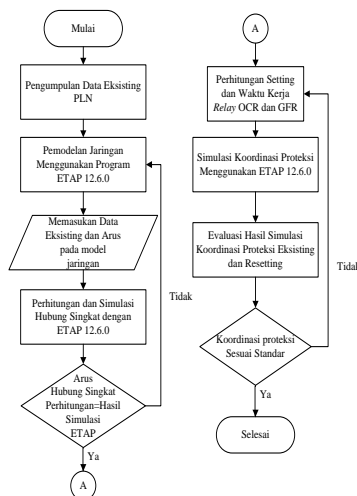 Mulai
Pengumpulan Data Eksisting
PLN
Pemodelan Jaringan
Menggunakan Program
ETAP 12.6.0
Memasukan Data
Eksisting dan Arus
pada model
jaringan
Perhitungan dan Simulasi
Hubung Singkat dengan
ETAP 12.6.0
Tidak
Arus
Hubung Singkat
Perhitungan=Hasil
Simulasi
ETAP
Ya
A
A
Perhitungan Setting
dan Waktu Kerja
Relay OCR dan GFR
Simulasi Koordinasi Proteksi
Menggunakan ETAP 12.6.0
Evaluasi Hasil Simulasi
Koordinasi Proteksi Eksisting
dan Resetting
Tidak
Koordinasi proteksi
Sesuai Standar
Ya
Selesai